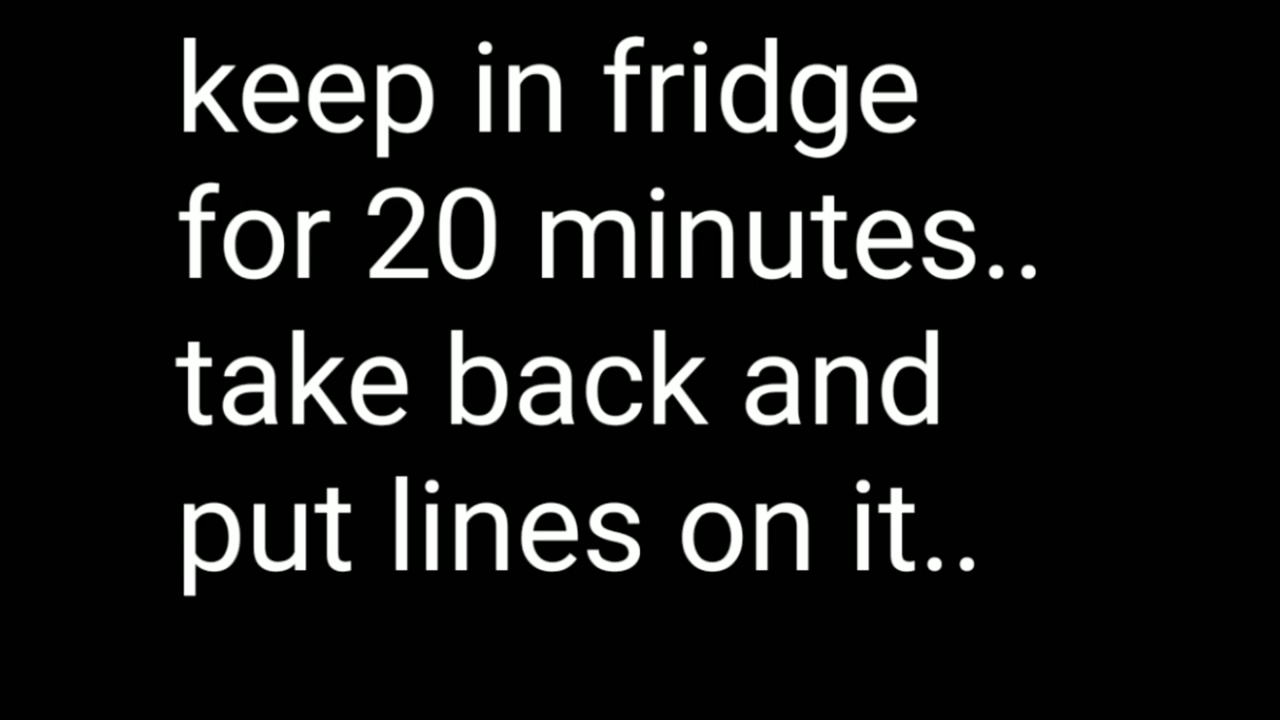 keep in fridge
for 20 minutes..
take back and
put lines on it..